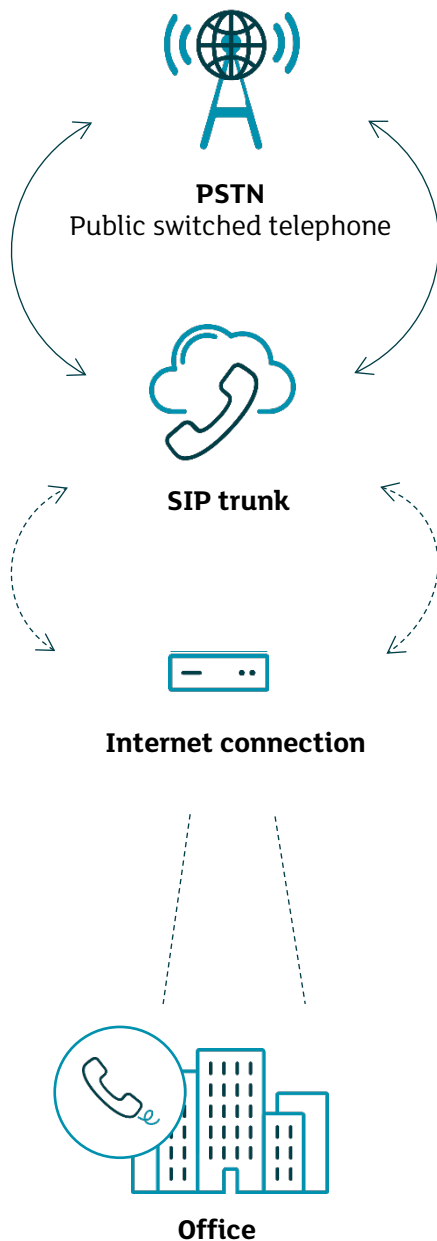 PSTN
Public switched telephone
SIP trunk
Internet connection
Office